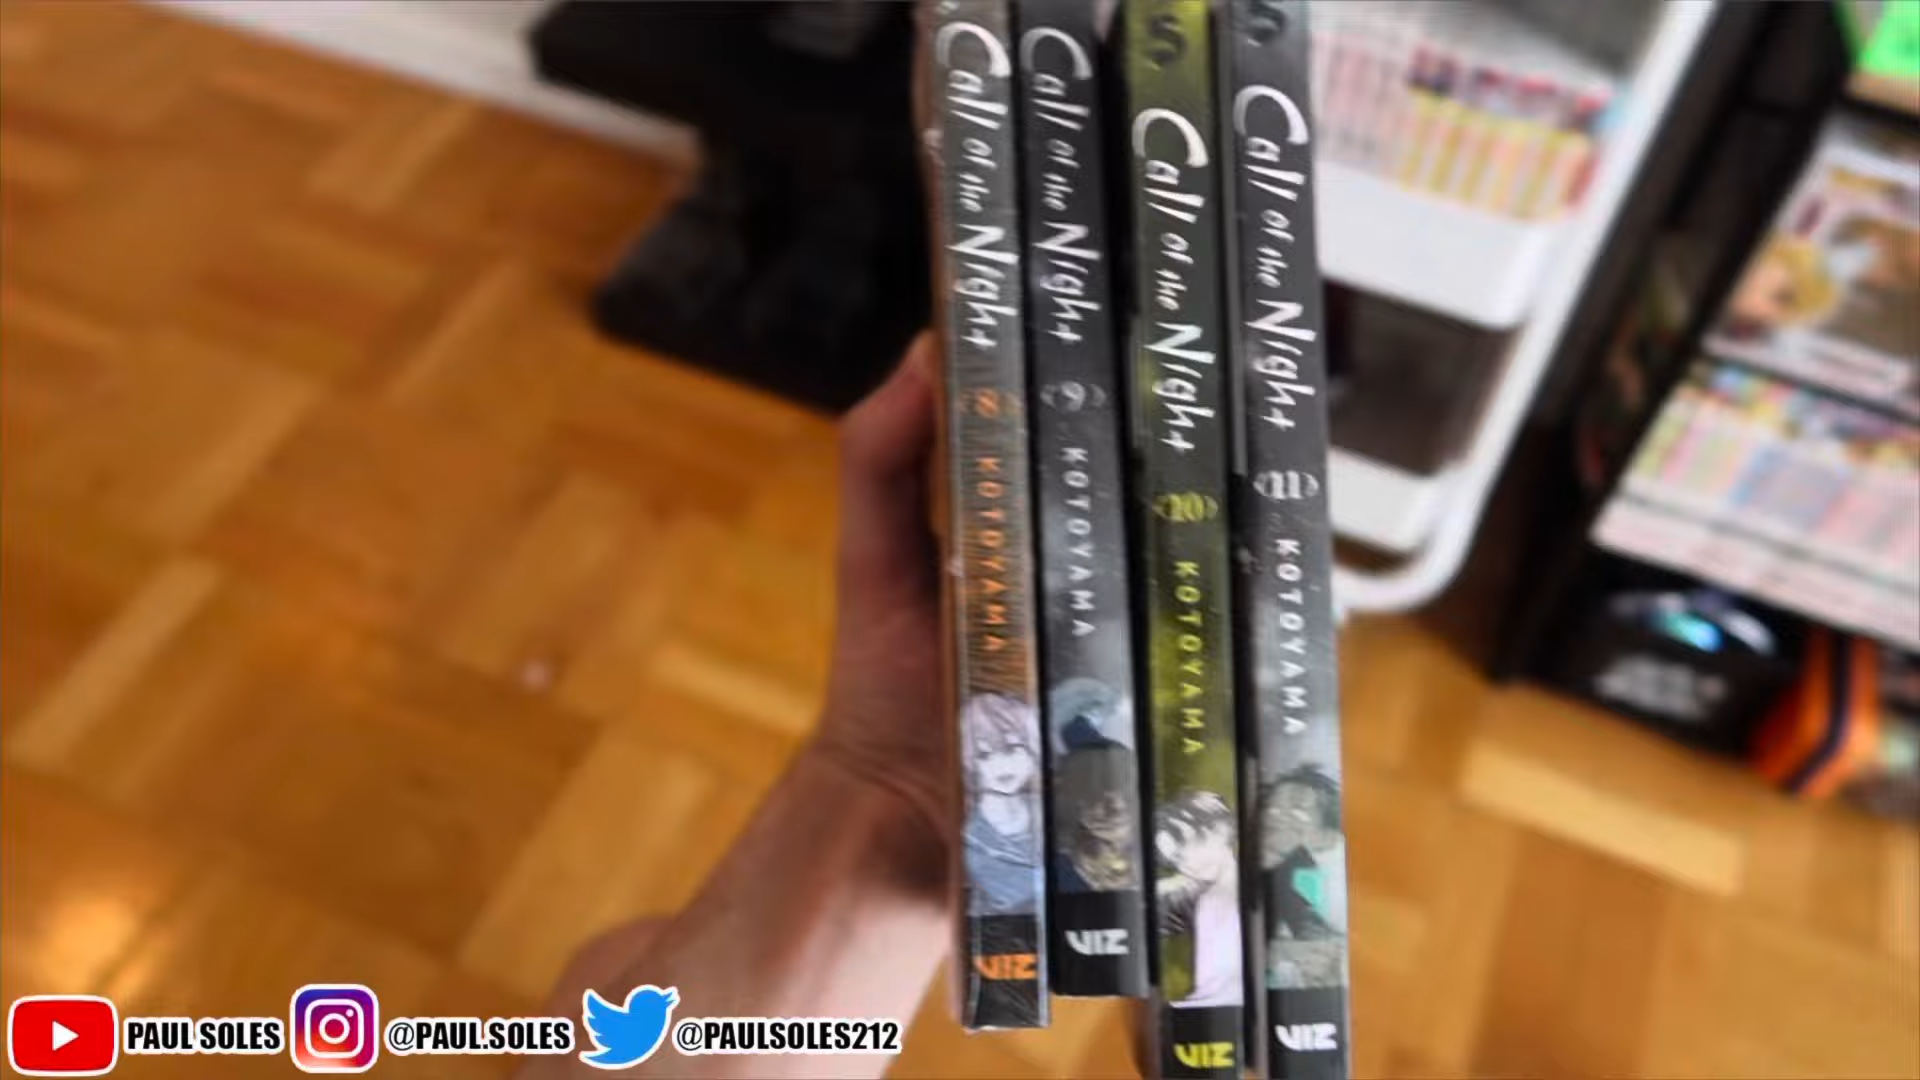 Call of the Night 8 KOTOYAMA VIZ
Call of the Night 9 KOTOYAMA VIZ
S Call of the Night 10 KOTOYAMA VIZ
S Call of the Night 11 KOTOYAMA VIZ
PAUL SOLES @PAUL.SOLES @PAULSOLES212